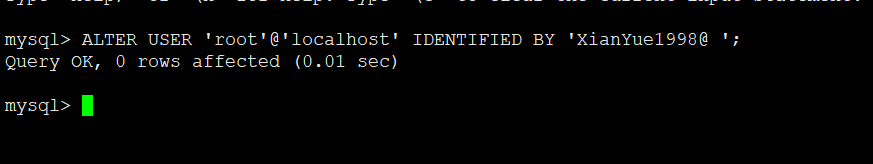 mysql> ALTER USER 'root'@'localhost' IDENTIFIED BY 'XianYue1998@ ';
Query OK, 0 rows affected (0.01 sec)
mysql>